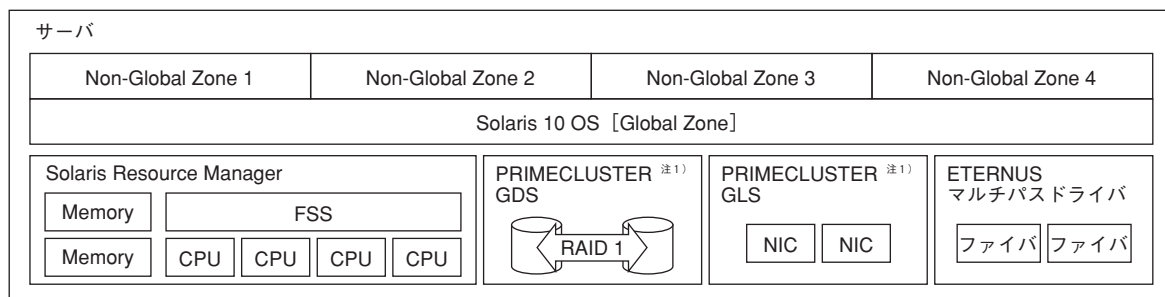 サーバ
Non-Global Zone 1
Non-Global Zone 2
Non-Global Zone 3
Non-Global Zone 4
Solaris 10 OS［Global Zone］
Solaris Resource Manager
Memory
FSS
Memory
CPU
CPU
CPU
CPU
PRIMECLUSTER 注1）
GDS
RAID 1
PRIMECLUSTER 注1）
GLS
NIC
NIC
ETERNUS
マルチパスドライバ
ファイバ
ファイバ